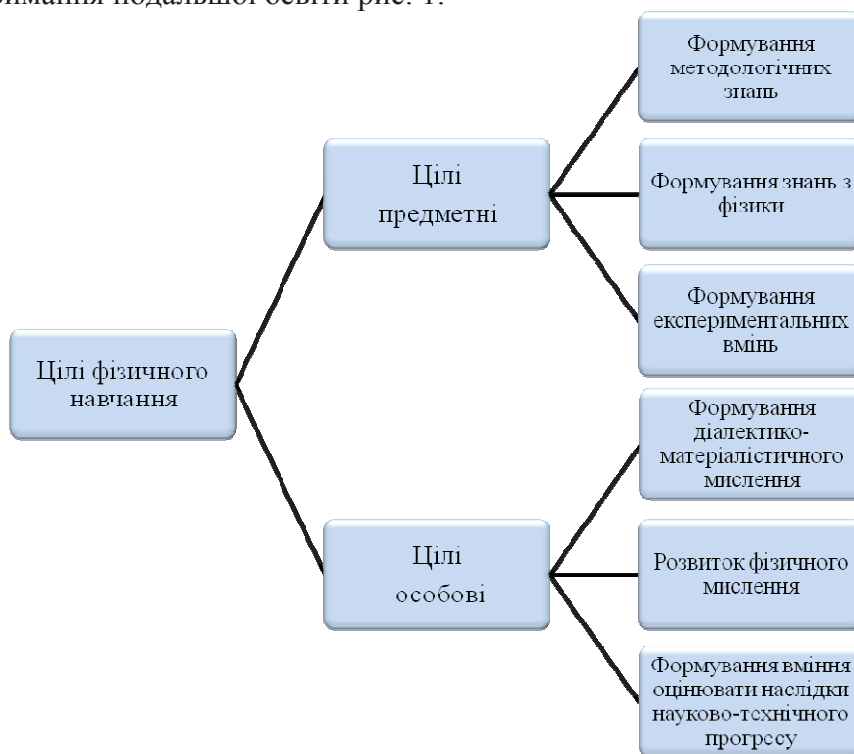 подальшої освіти рис. 1.
Формування
методологічних
знань
Цілі
предметні
Формування знань з
фізики
Формування
експериментальних
вмінь
Цілі фізичного
навчання
Формування
діалектико-
матеріалістичного
мислення
Цілі
особові
Розвиток фізичного
мислення
Формування вміння
оцінювати наслідки
науково-технічного
прогресу